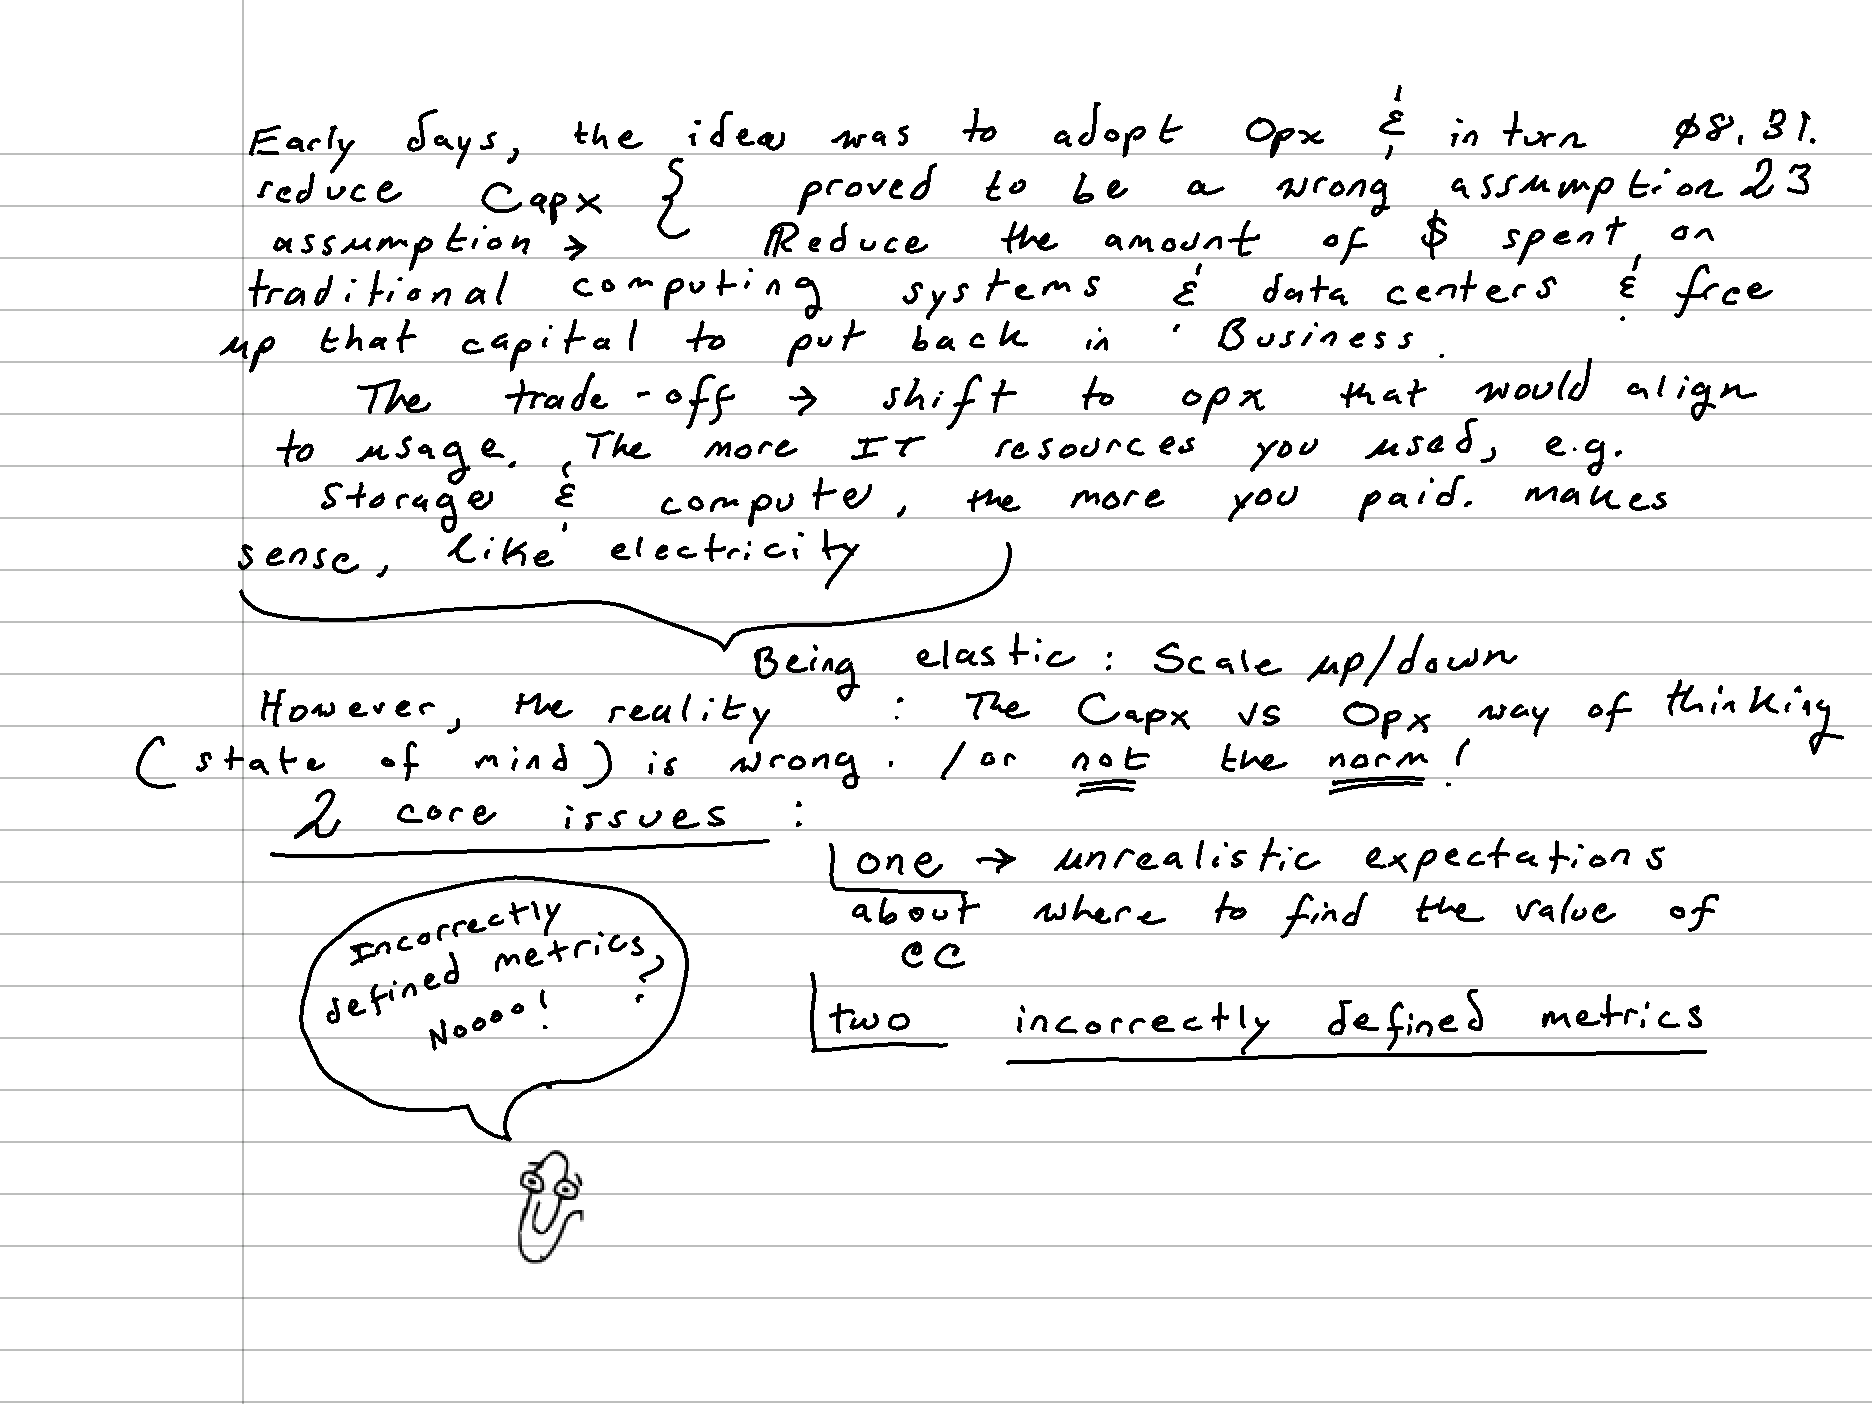 Early days, the idea was to adopt Opx & in turn 08.31.
reduce Capx { proved to be a wrong assumption 23
assumption → Reduce the amount of $ spent on
traditional computing systems & data centers & free
up that capital to put back in Business.
The trade-off → shift to opx that would align
to usage. The more IT resources you used, e.g.
Storage & compute, the more you paid. makes
sense, like electricity
Being elastic: Scale up/down
However, the reality : The Capx vs Opx way of thinking
(state of mind) is wrong. / or not the norm!
2 core issues :
one → unrealistic expectations
about where to find the value of
CC
two incorrectly defined metrics
Incorrectly
defined metrics,
Noooo! ?